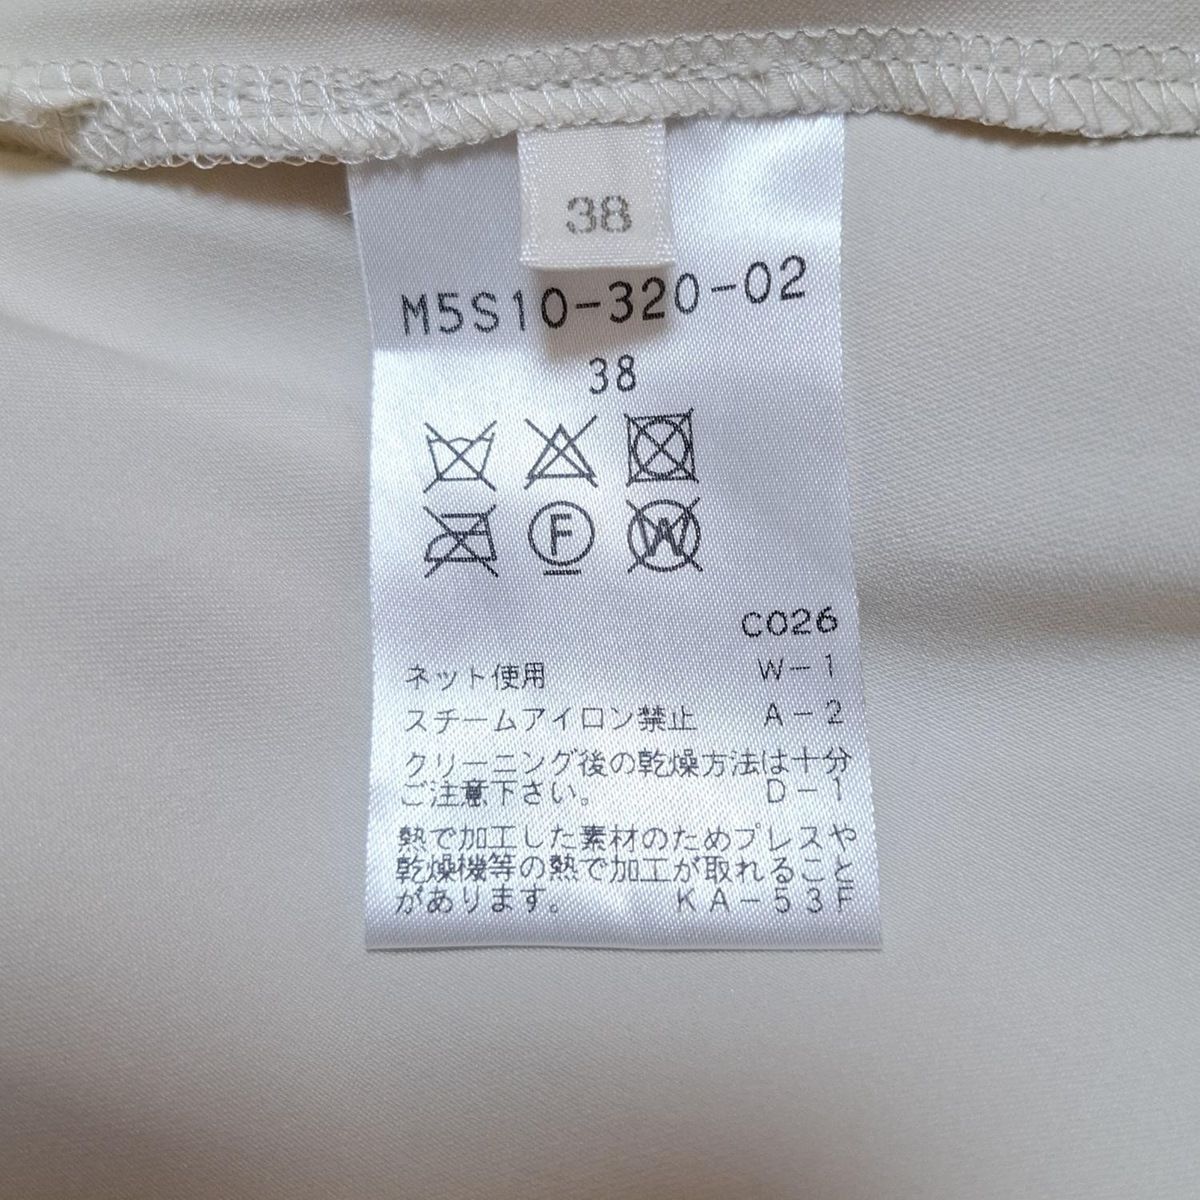 38
M5S10-320-02
38
F
W
C026
ネット使用 W-1
スチームアイロン禁止 A-2
クリーニング後の乾燥方法は十分
ご注意下さい。 D-1
熱で加工した素材のためプレスや
乾燥機等の熱で加工が取れること
があります。 KA-53F